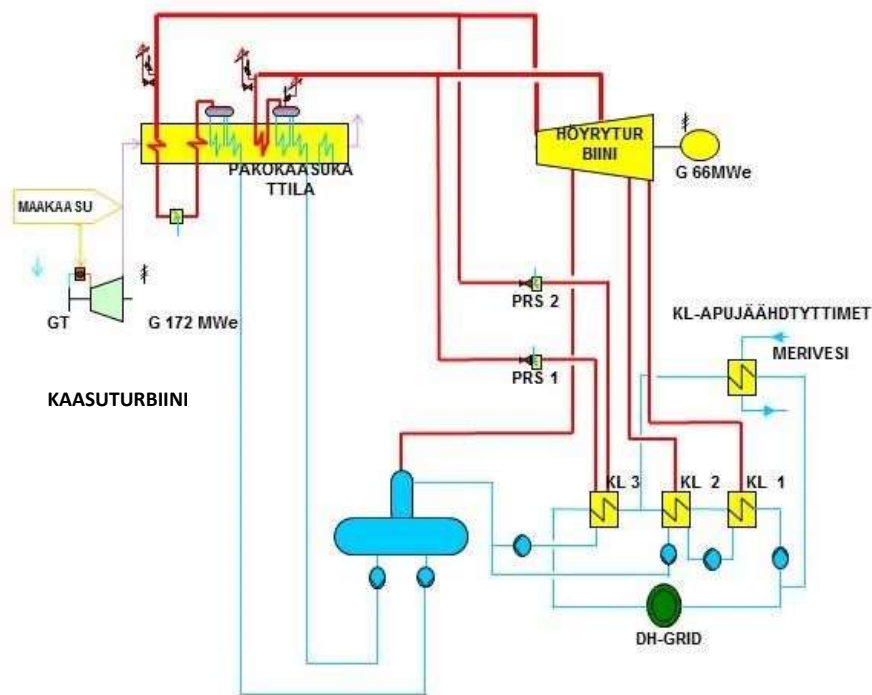 HÖYRYTUR
BIINI
G 66MWe
PAKOKAASUKA
TTILA
MAAKAASU
GT
G 172 MWe
PRS 2
KL-APUJÄÄHDTYTTIMET
MERIVESI
PRS 1
KAASUTURBIINI
KL 3
KL 2
KL 1
DH-GRID